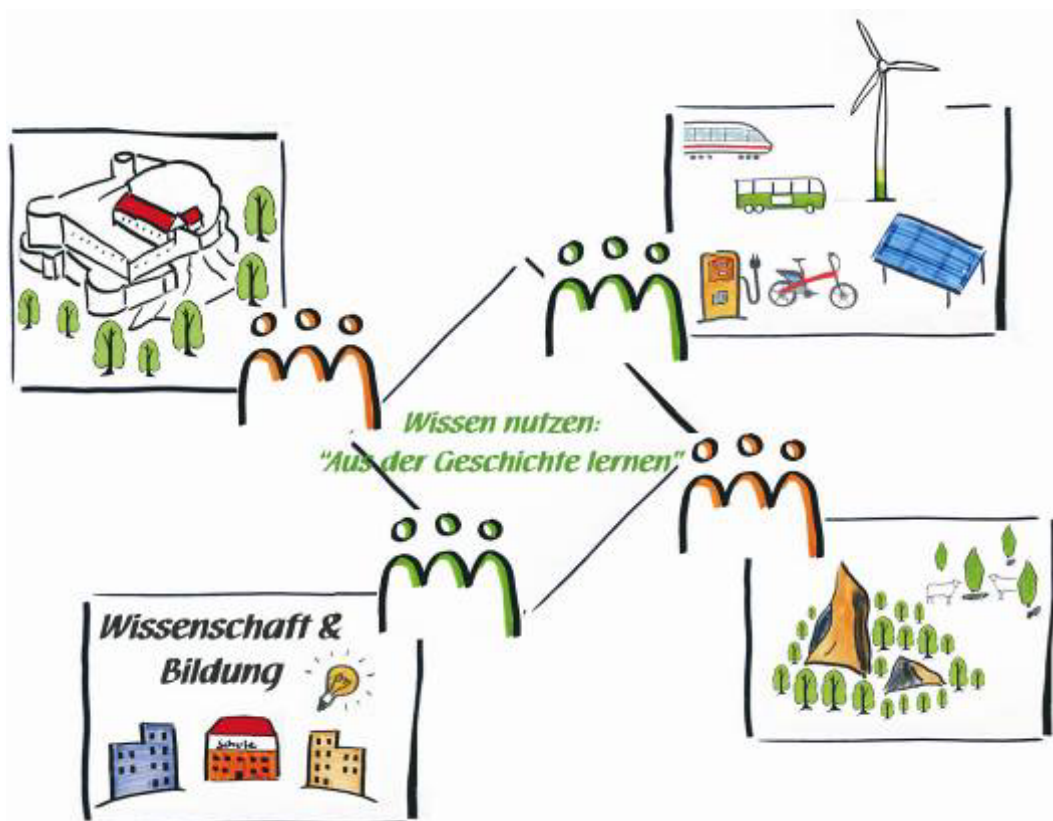 Wissen nutzen:
"Aus der Geschichte lernen"
Wissenschaft &
Bildung
Schule